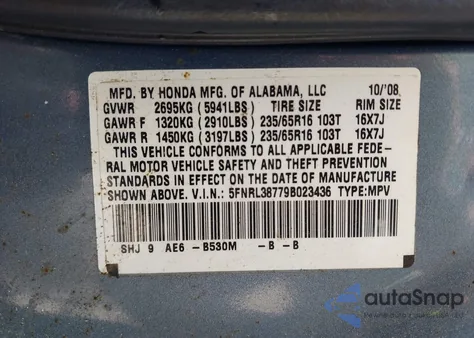 MFD. BY HONDA MFG. OF ALABAMA, LLC 10/'08
GVWR 2695KG (5941LBS) TIRE SIZE RIM SIZE
GAWR F 1320KG (2910LBS) 235/65R16 103T 16X7J
GAWR R 1450KG (3197LBS) 235/65R16 103T 16X7J
THIS VEHICLE CONFORMS TO ALL APPLICABLE FEDE-
RAL MOTOR VEHICLE SAFETY AND THEFT PREVENTION
STANDARDS IN EFFECT ON THE DATE OF MANUFACTURE
SHOWN ABOVE. V.I.N.: 5FNRL38779B023436 TYPE:MPV
SHJ 9 AE6 -B530M -B -B
autoSnap